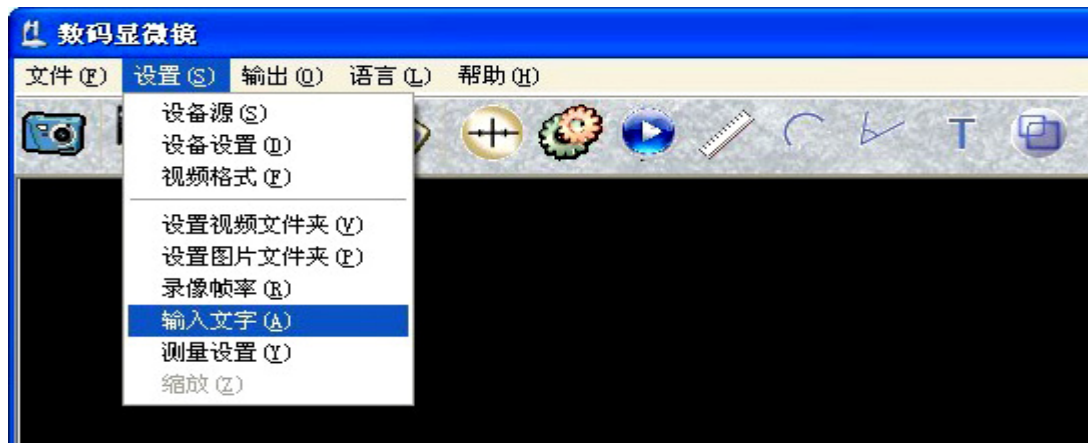 数码显微镜
文件(F) 设置(S) 输出(O) 语言(L) 帮助(H)
设备源(S)
设备设置(D)
视频格式(F)
设置视频文件夹(V)
设置图片文件夹(P)
录像帧率(R)
输入文字(A)
测量设置(Y)
缩放(Z)
T